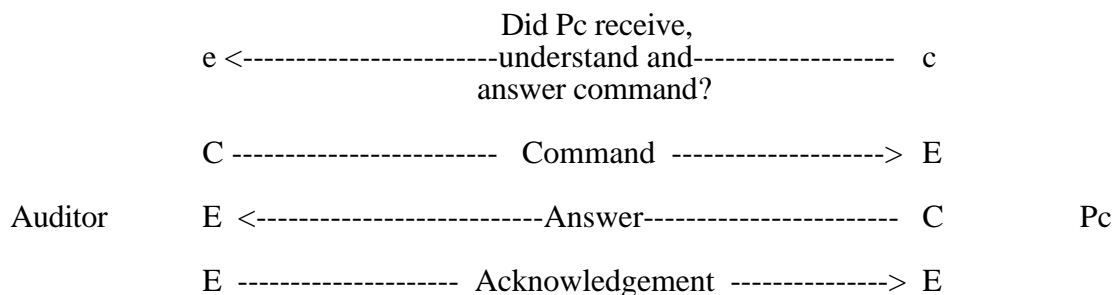 Did Pc receive,
e <------------------------understand and------------------- c
answer command?
C ------------------------- Command --------------------> E
Auditor E <---------------------------Answer------------------------ C Pc
E --------------------- Acknowledgement ---------------> E